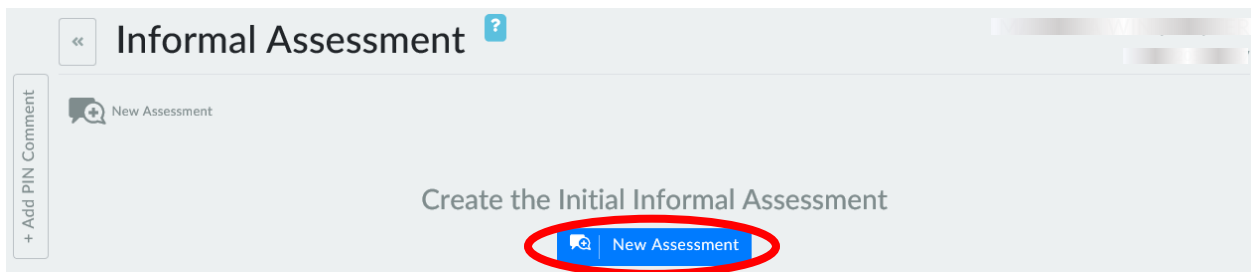 « Informal Assessment ?
+ Add PIN Comment
New Assessment
Create the Initial Informal Assessment
New Assessment